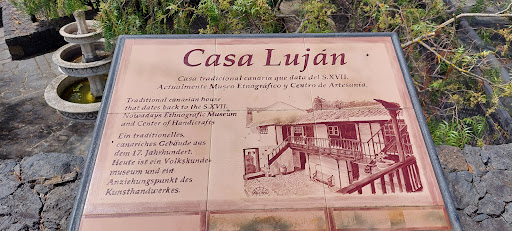 Casa Luján
Casa tradicional canaria que data del S.XVII.
Actualmente Museo Etnográfico y Centro de Artesanía.
Traditional canarian house
that dates back to the S.XVII.
Nowadays Ethnografic Museum
and Center of Handicrafes
Ein traditionelles,
canarisches Gebäude aus
dem 17. Jahrhundert.
Heute ist ein Volkskunde
museum und ein
Anziehungspunkt des
Kunsthandwerkes.